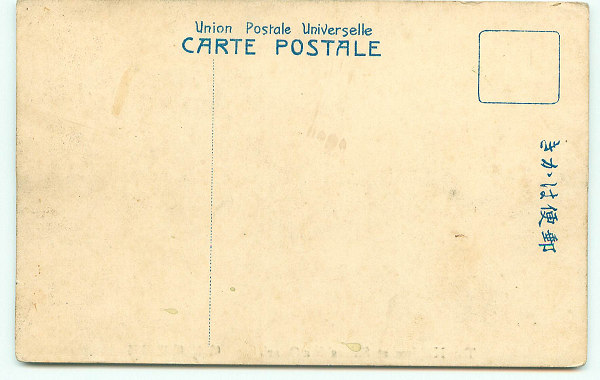 Union Postale Universelle
CARTE POSTALE
郵便はかき